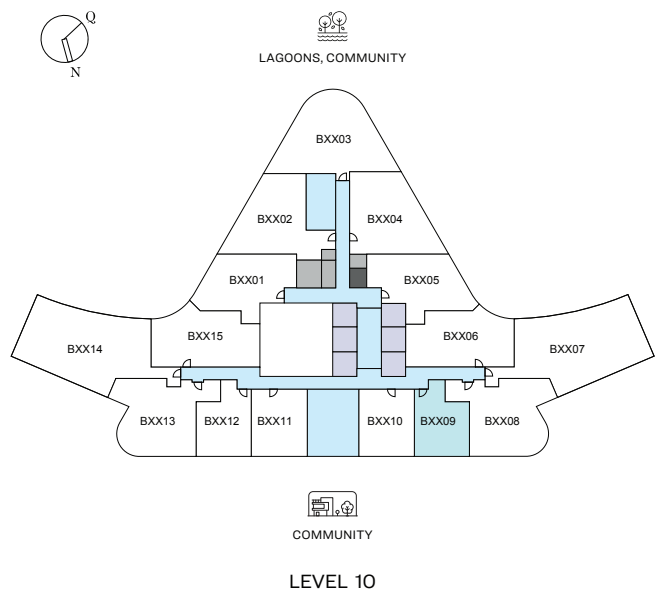 Q
N
LAGOONS, COMMUNITY
BXX03
BXX02
BXX04
BXX01
BXX05
BXX15
BXX06
BXX14
BXX07
BXX13
BXX12
BXX11
BXX10
BXX09
BXX08
COMMUNITY
LEVEL 10